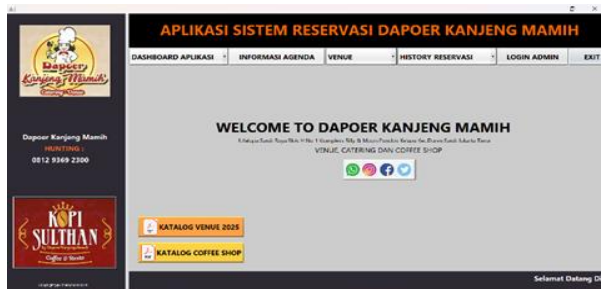 APLIKASI SISTEM RESERVASI DAPOER KANJENG MAMIH
DASHBOARD APLIKASI
INFORMASI AGENDA
VENUE
HISTORY RESERVASI
LOGIN ADMIN
EXIT
Dapoer
Kanjeng Mamih
Dapoer Kanjeng Mamih
HUNTING :
0812 9369 2300
WELCOME TO DAPOER KANJENG MAMIH
VENUE, CATERING DAN COFFEE SHOP
KATALOG VENUE 2025
KATALOG COFFEE SHOP
KOPI
SULTHAN
Selamat Datang Di